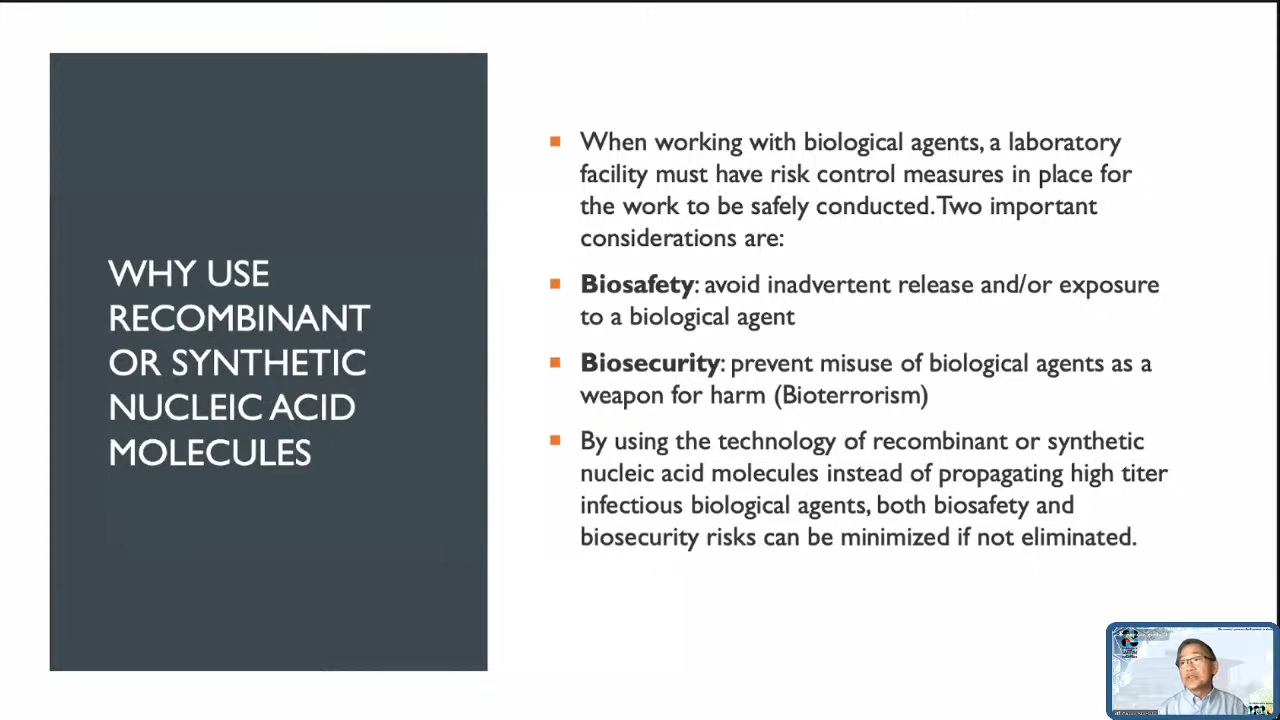 WHY USE
RECOMBINANT
OR SYNTHETIC
NUCLEIC ACID
MOLECULES
When working with biological agents, a laboratory
facility must have risk control measures in place for
the work to be safely conducted. Two important
considerations are:
Biosafety: avoid inadvertent release and/or exposure
to a biological agent
Biosecurity: prevent misuse of biological agents as a
weapon for harm (Bioterrorism)
By using the technology of recombinant or synthetic
nucleic acid molecules instead of propagating high titer
infectious biological agents, both biosafety and
biosecurity risks can be minimized if not eliminated.